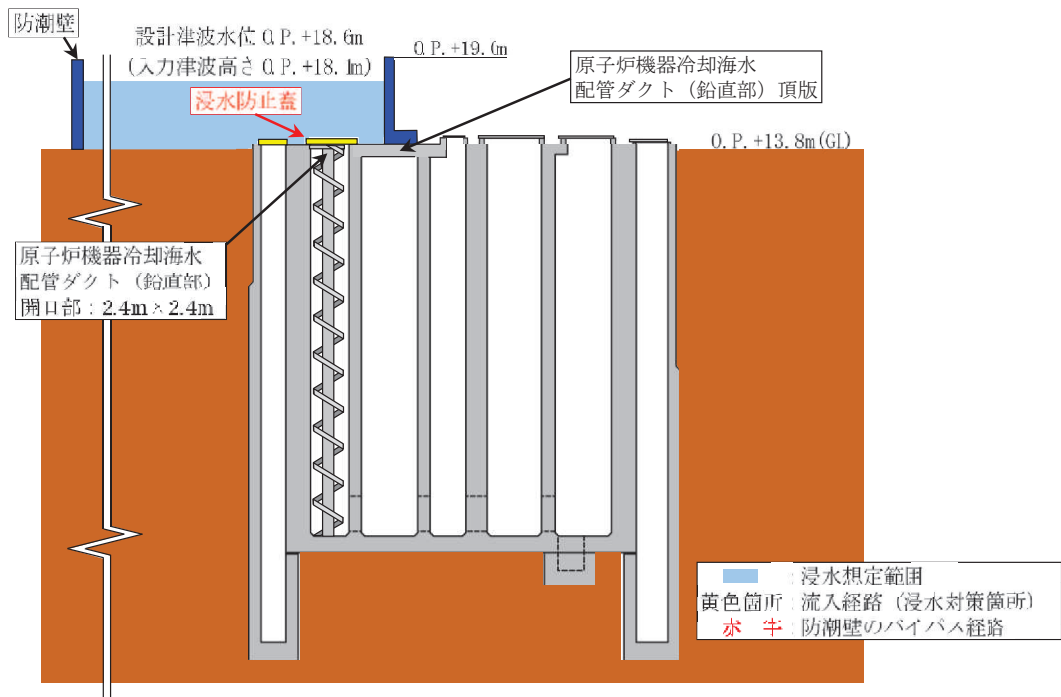 防潮壁
設計津波水位 O.P.+18.6m
(入力津波高さ O.P.+18.1m)
O.P.+19.0m
浸水防止蓋
原子炉機器冷却海水
配管ダクト（鉛直部）頂版
O.P.+13.8m(GL)
原子炉機器冷却海水
配管ダクト（鉛直部）
開口部：2.4m×2.4m
：浸水想定範囲
黄色箇所：流入経路（浸水対策箇所）
赤　字：防潮壁のバイパス経路